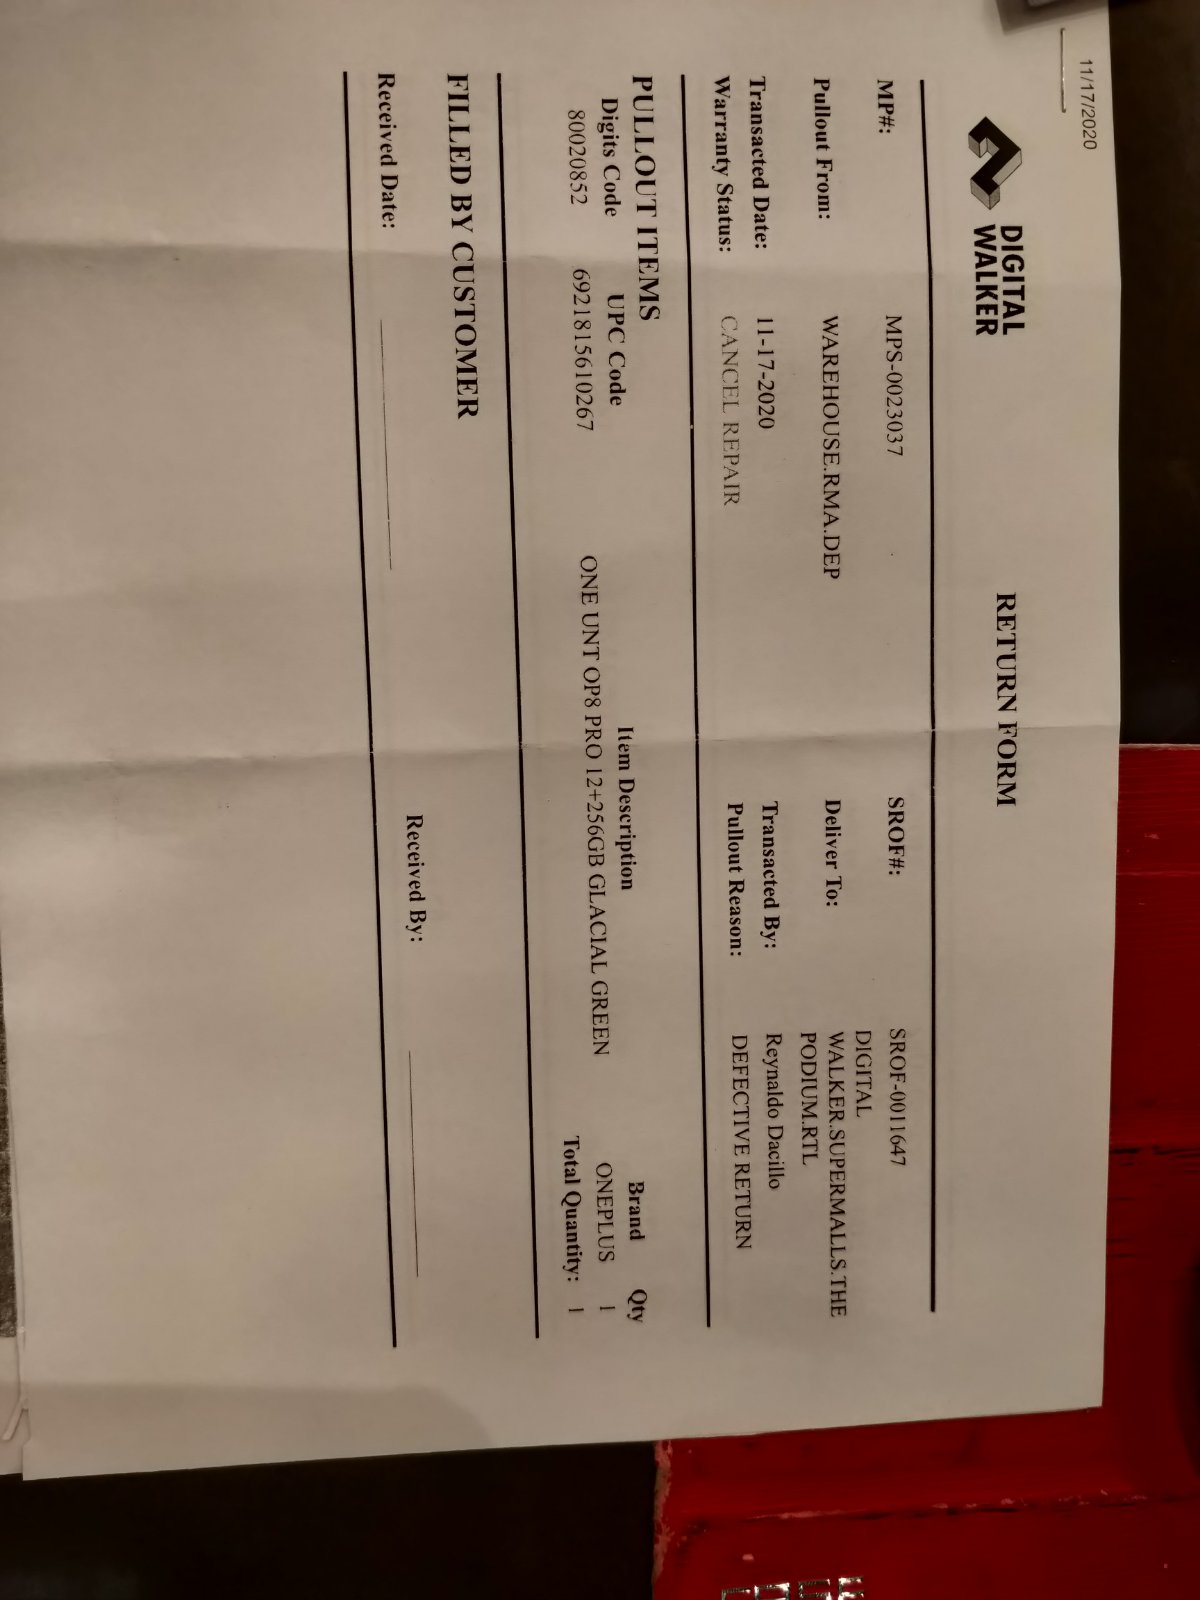 11/17/2020
DIGITAL
WALKER
RETURN FORM
MP#: MPS-0023037 SROF#: SROF-0011647
Pullout From: WAREHOUSE.RMA.DEP Deliver To: DIGITAL
WALKER.SUPERMALLS.THE
PODIUM.RTL
Transacted Date: 11-17-2020 Transacted By: Reynaldo Dacillo
Warranty Status: CANCEL REPAIR Pullout Reason: DEFECTIVE RETURN
PULLOUT ITEMS
Digits Code UPC Code Item Description Brand Qty
80020852 6921815610267 ONE UNT OP8 PRO 12+256GB GLACIAL GREEN ONEPLUS 1
Total Quantity: 1
FILLED BY CUSTOMER
Received Date: Received By: